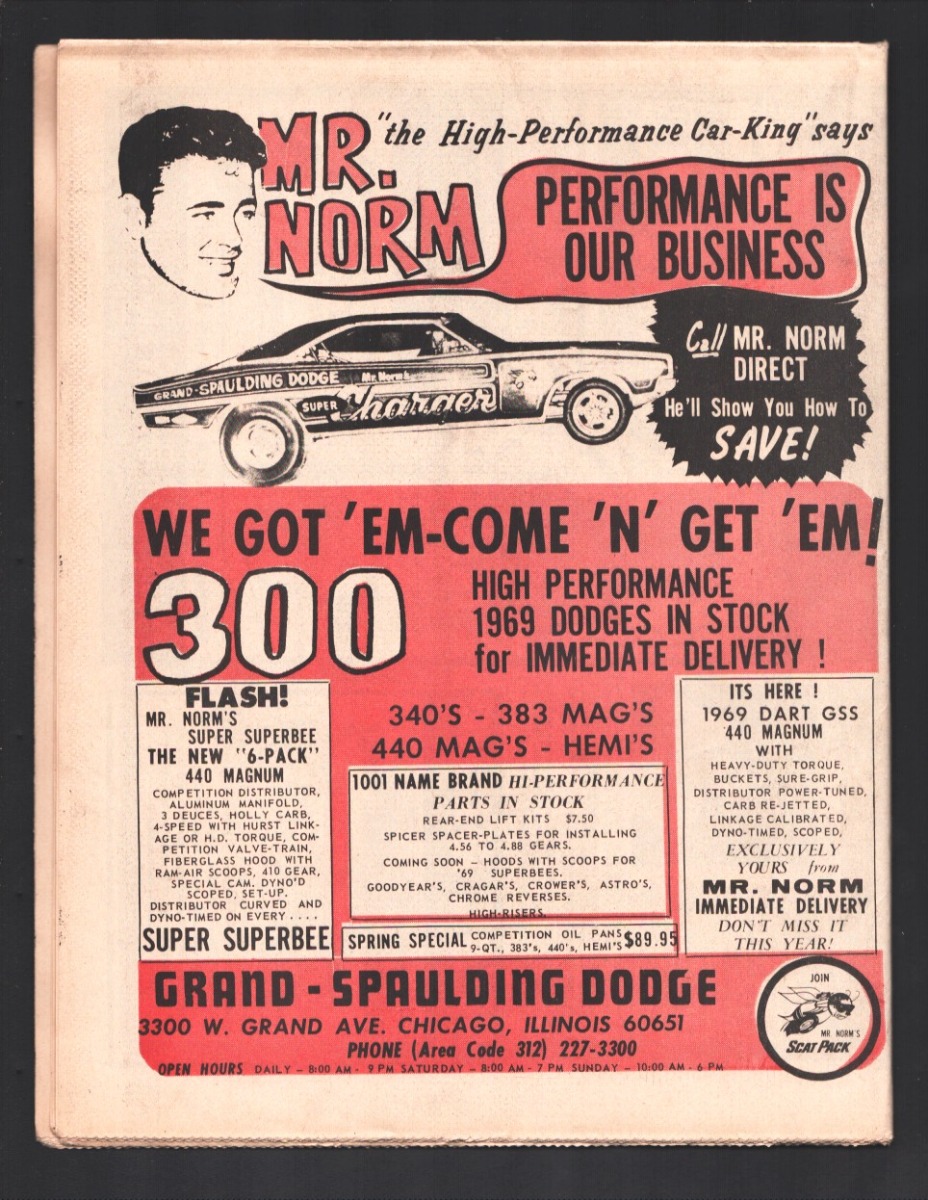 MR. NORM
"the High-Performance Car-King" says
PERFORMANCE IS
OUR BUSINESS
Call MR. NORM
DIRECT
He'll Show You How To
SAVE!
GRAND-SPAULDING DODGE
Mr. Norm's
SUPER Charger
WE GOT 'EM-COME 'N' GET 'EM!
300
HIGH PERFORMANCE
1969 DODGES IN STOCK
for IMMEDIATE DELIVERY !
FLASH!
MR. NORM'S
SUPER SUPERBEE
THE NEW "6-PACK"
440 MAGNUM
COMPETITION DISTRIBUTOR,
ALUMINUM MANIFOLD,
3 DEUCES, HOLLY CARB,
4-SPEED WITH HURST LINK-
AGE OR H.D. TORQUE, COM-
PETITION VALVE-TRAIN,
FIBERGLASS HOOD WITH
RAM-AIR SCOOPS, 410 GEAR,
SPECIAL CAM. DYNO'D
SCOPED, SET-UP.
DISTRIBUTOR CURVED AND
DYNO-TIMED ON EVERY . . . .
SUPER SUPERBEE
340'S - 383 MAG'S
440 MAG'S - HEMI'S
1001 NAME BRAND HI-PERFORMANCE
PARTS IN STOCK
REAR-END LIFT KITS $7.50
SPICER SPACER-PLATES FOR INSTALLING
4.56 TO 4.88 GEARS.
COMING SOON - HOODS WITH SCOOPS FOR
'69 SUPERBEES.
GOODYEAR'S, CRAGAR'S, CROWER'S, ASTRO'S,
CHROME REVERSES.
HIGH-RISERS.
SPRING SPECIAL COMPETITION OIL PANS $89.95
9-QT., 383's, 440's, HEMI'S
ITS HERE !
1969 DART GSS
440 MAGNUM
WITH
HEAVY-DUTY TORQUE,
BUCKETS, SURE-GRIP,
DISTRIBUTOR POWER-TUNED,
CARB RE-JETTED,
LINKAGE CALIBRATED,
DYNO-TIMED, SCOPED,
EXCLUSIVELY
YOURS from
MR. NORM
IMMEDIATE DELIVERY
DON'T MISS IT
THIS YEAR!
GRAND - SPAULDING DODGE
3300 W. GRAND AVE. CHICAGO, ILLINOIS 60651
PHONE (Area Code 312) 227-3300
OPEN HOURS DAILY - 8:00 AM - 9 PM SATURDAY - 8:00 AM - 7 PM SUNDAY - 10:00 AM - 6 PM
JOIN
MR NORM'S
SCAT PACK